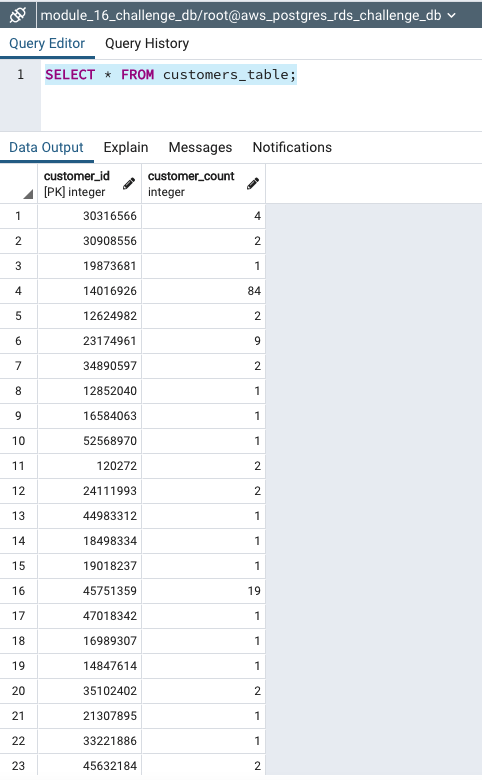 module_16_challenge_db/root@aws_postgres_rds_challenge_db
Query Editor Query History
1 SELECT * FROM customers_table;
Data Output Explain Messages Notifications
customer_id customer_count
[PK] integer integer
1 30316566 4
2 30908556 2
3 19873681 1
4 14016926 84
5 12624982 2
6 23174961 9
7 34890597 2
8 12852040 1
9 16584063 1
10 52568970 1
11 120272 2
12 24111993 2
13 44983312 1
14 18498334 1
15 19018237 1
16 45751359 19
17 47018342 1
18 16989307 1
19 14847614 1
20 35102402 2
21 21307895 1
22 33221886 1
23 45632184 2